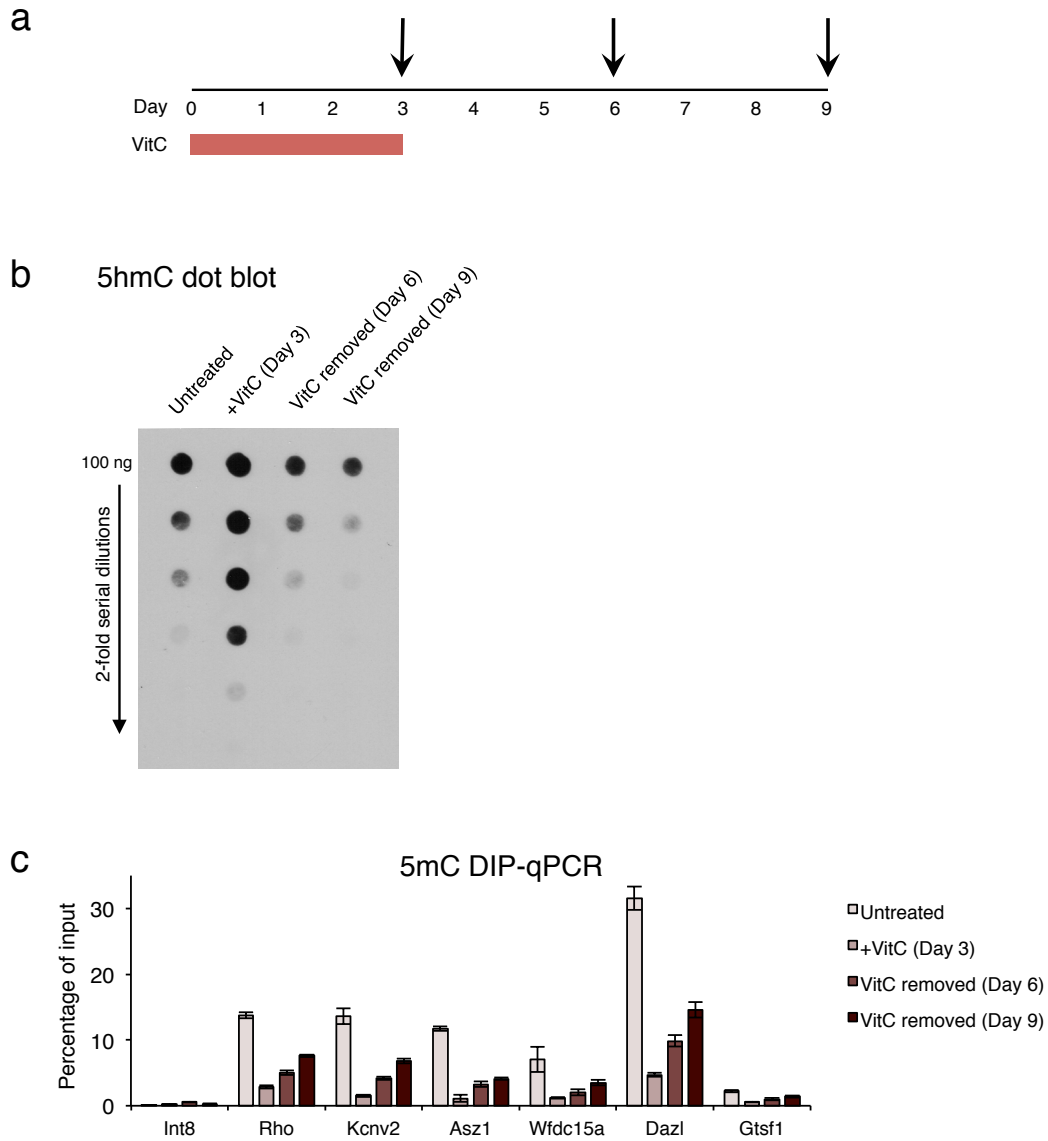 a
Day 0 1 2 3 4 5 6 7 8 9
VitC
b
5hmC dot blot
Untreated
+VitC (Day 3)
VitC removed (Day 6)
VitC removed (Day 9)
100 ng
2-fold serial dilutions
c
5mC DIP-qPCR
Percentage of input
30
20
10
0
Int8 Rho Kcnv2 Asz1 Wfdc15a Dazl Gtsf1
Untreated
+VitC (Day 3)
VitC removed (Day 6)
VitC removed (Day 9)